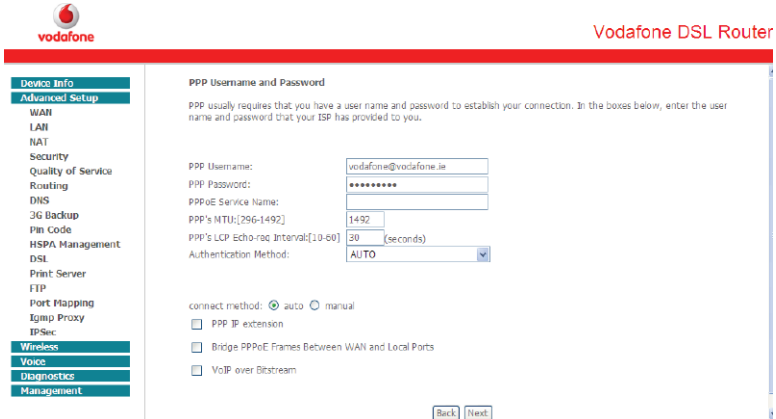 vodafone
Vodafone DSL Router
Device Info
Advanced Setup
WAN
LAN
NAT
Security
Quality of Service
Routing
DNS
3G Backup
Pin Code
HSPA Management
DSL
Print Server
FTP
Port Mapping
Igmp Proxy
IPSec
Wireless
Voice
Diagnostics
Management
PPP Username and Password
PPP usually requires that you have a user name and password to establish your connection. In the boxes below, enter the user
name and password that your ISP has provided to you.
PPP Username: vodafone@vodafone.ie
PPP Password: •••••••••
PPPoE Service Name:
PPP's MTU:[296-1492] 1492
PPP's LCP Echo-req Interval:[10-60] 30 (seconds)
Authentication Method: AUTO
connect method: auto manual
PPP IP extension
Bridge PPPoE Frames Between WAN and Local Ports
VoIP over Bitstream
Back Next